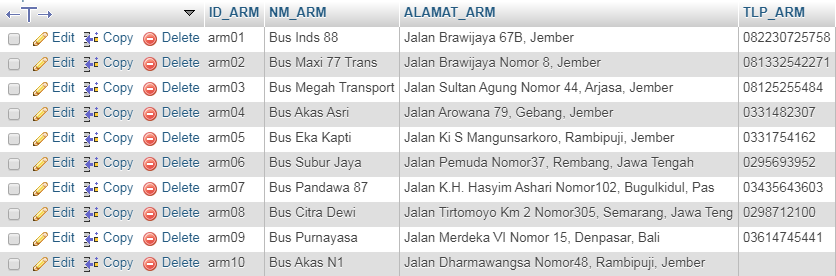 ID_ARM NM_ARM ALAMAT_ARM TLP_ARM
Edit Copy Delete arm01 Bus Inds 88 Jalan Brawijaya 67B, Jember 082230725758
Edit Copy Delete arm02 Bus Maxi 77 Trans Jalan Brawijaya Nomor 8, Jember 081332542271
Edit Copy Delete arm03 Bus Megah Transport Jalan Sultan Agung Nomor 44, Arjasa, Jember 08125255484
Edit Copy Delete arm04 Bus Akas Asri Jalan Arowana 79, Gebang, Jember 0331482307
Edit Copy Delete arm05 Bus Eka Kapti Jalan Ki S Mangunsarkoro, Rambipuji, Jember 0331754162
Edit Copy Delete arm06 Bus Subur Jaya Jalan Pemuda Nomor37, Rembang, Jawa Tengah 0295693952
Edit Copy Delete arm07 Bus Pandawa 87 Jalan K.H. Hasyim Ashari Nomor102, Bugulkidul, Pas 03435643603
Edit Copy Delete arm08 Bus Citra Dewi Jalan Tirtomoyo Km 2 Nomor305, Semarang, Jawa Teng 0298712100
Edit Copy Delete arm09 Bus Purnayasa Jalan Merdeka VI Nomor 15, Denpasar, Bali 03614745441
Edit Copy Delete arm10 Bus Akas N1 Jalan Dharmawangsa Nomor48, Rambipuji, Jember